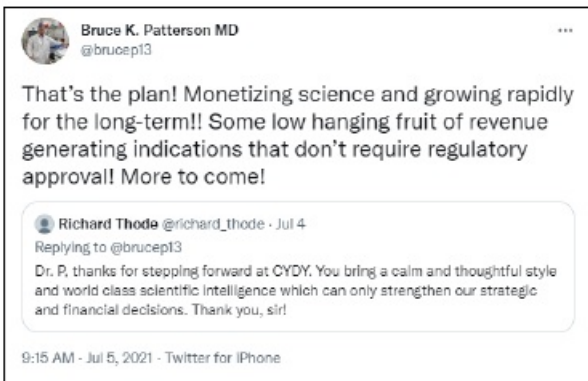 Bruce K. Patterson MD
@brucep13
That's the plan! Monetizing science and growing rapidly
for the long-term!! Some low hanging fruit of revenue
generating indications that don't require regulatory
approval! More to come!
Richard Thode @richard_thode · Jul 4
Replying to @brucep13
Dr. P, thanks for stepping forward at CYDY. You bring a calm and thoughtful style
and world class scientific intelligence which can only strengthen our strategic
and financial decisions. Thank you, sir!
9:15 AM · Jul 5, 2021 · Twitter for iPhone